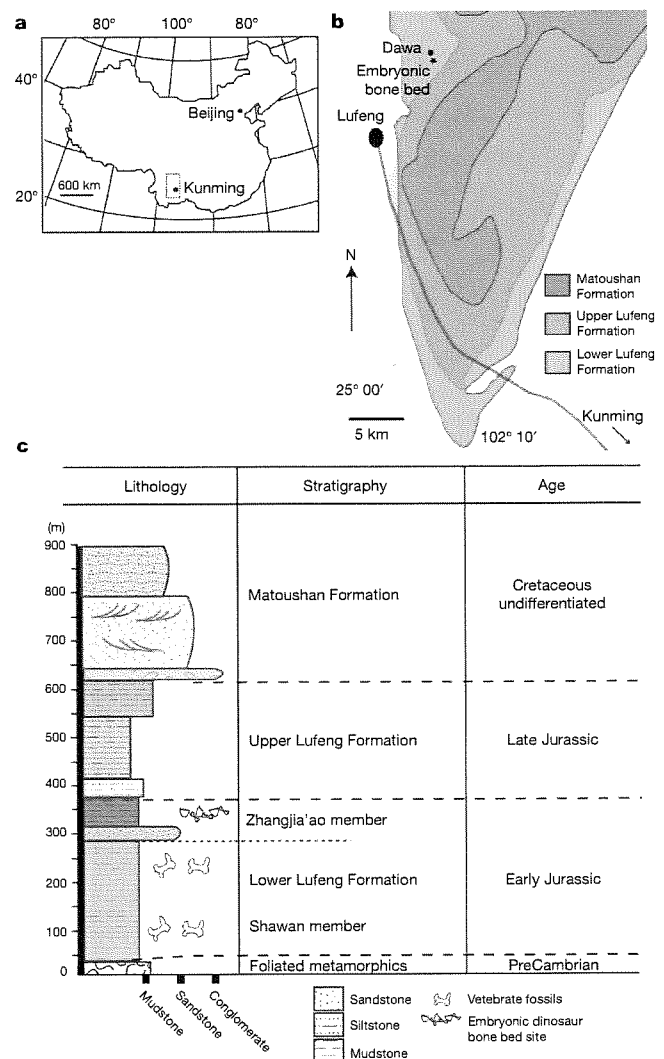 a
80°
100°
80°
40°
Beijing
Kunming
600 km
20°
b
Dawa
Embryonic
bone bed
Lufeng
N
Matoushan
Formation
Upper Lufeng
Formation
Lower Lufeng
Formation
25° 00′
5 km
102° 10′
Kunming
c
Lithology
Stratigraphy
Age
(m)
900
800
700
600
500
400
300
200
100
0
Matoushan Formation
Cretaceous
undifferentiated
Upper Lufeng Formation
Late Jurassic
Zhangjia'ao member
Lower Lufeng Formation
Early Jurassic
Shawan member
Foliated metamorphics
PreCambrian
Mudstone
Sandstone
Conglomerate
Sandstone
Siltstone
Mudstone
Vetebrate fossils
Embryonic dinosaur
bone bed site